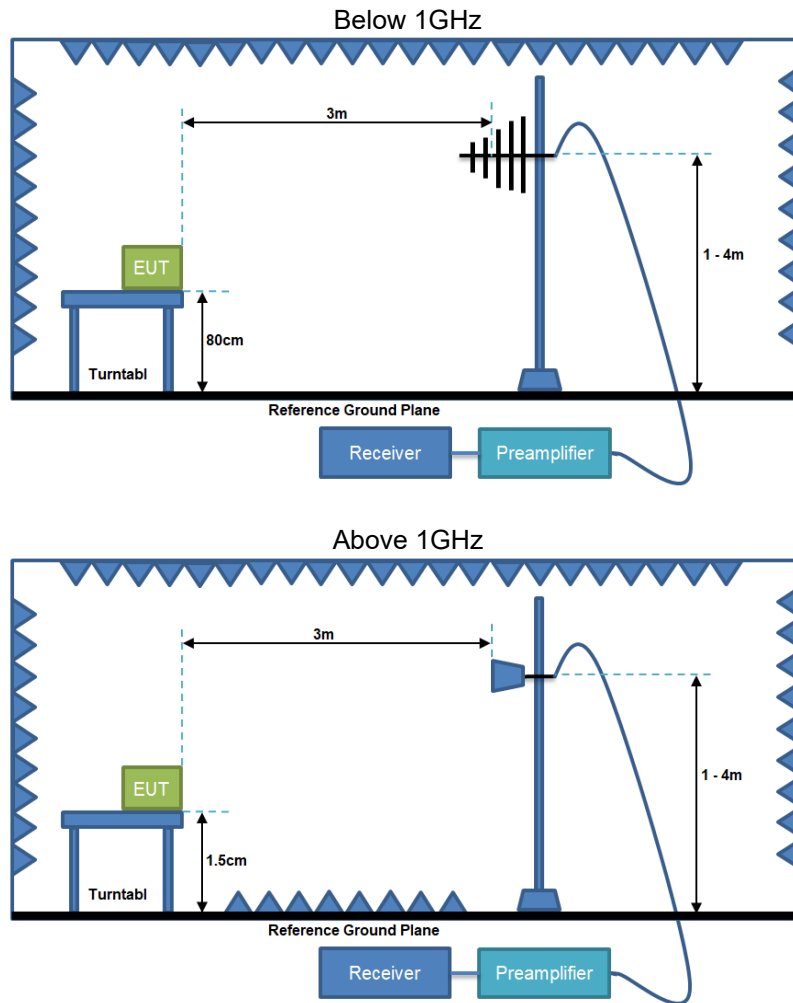 Below 1GHz
3m
1 - 4m
EUT
80cm
Turntabl
Reference Ground Plane
Receiver
Preamplifier
Above 1GHz
3m
1 - 4m
EUT
1.5cm
Turntabl
Reference Ground Plane
Receiver
Preamplifier